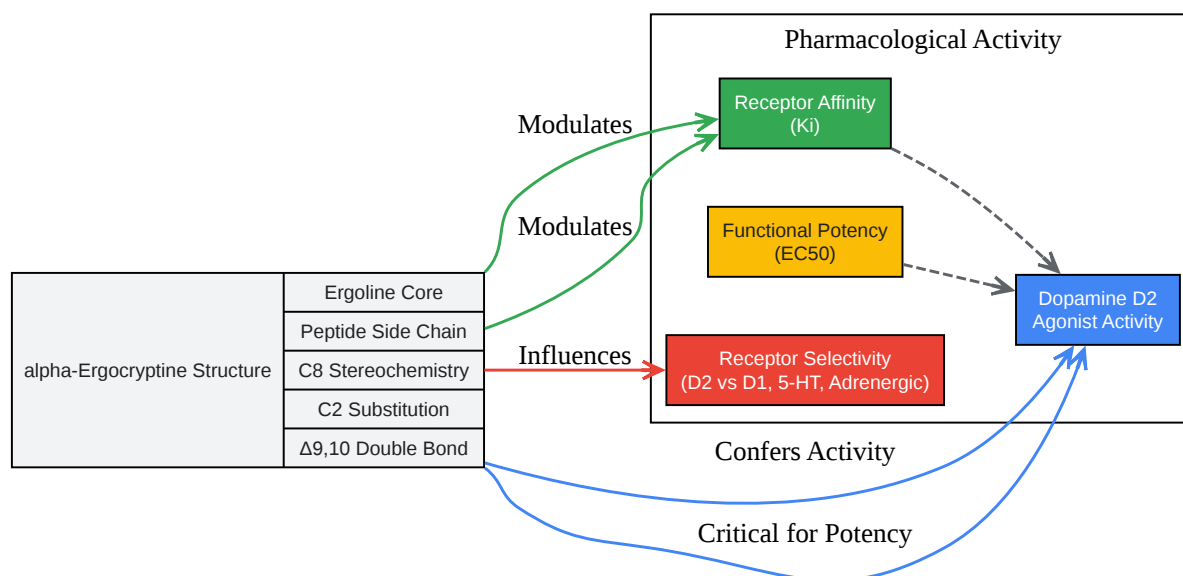 Pharmacological Activity
Receptor Affinity
(Ki)
Modulates
Modulates
Functional Potency
(EC50)
Dopamine D2
Agonist Activity
alpha-Ergocryptine Structure
Ergoline Core
Peptide Side Chain
C8 Stereochemistry
C2 Substitution
Δ9,10 Double Bond
Influences
Receptor Selectivity
(D2 vs D1, 5-HT, Adrenergic)
Confers Activity
Critical for Potency